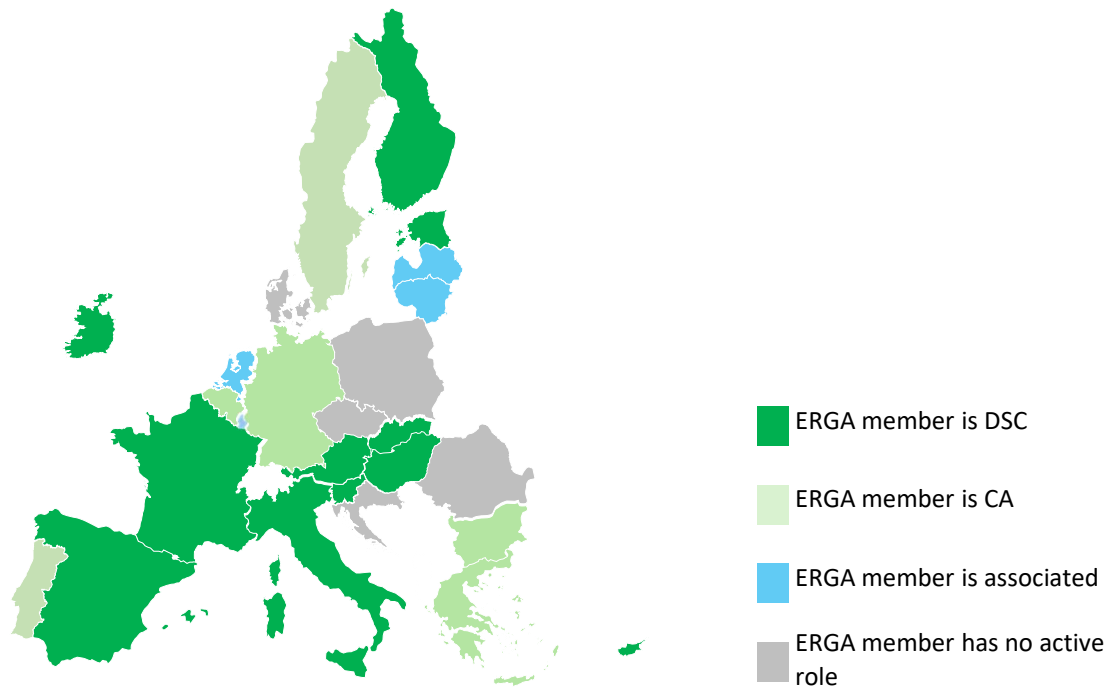 ERGA member is DSC
ERGA member is CA
ERGA member is associated
ERGA member has no active
role